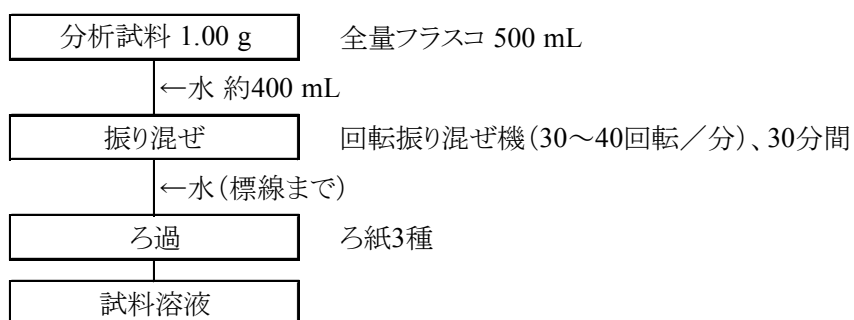 分析試料 1.00 g 全量フラスコ 500 mL
←水 約400 mL
振り混ぜ 回転振り混ぜ機(30～40回転／分)、30分間
←水(標線まで)
ろ過 ろ紙3種
試料溶液